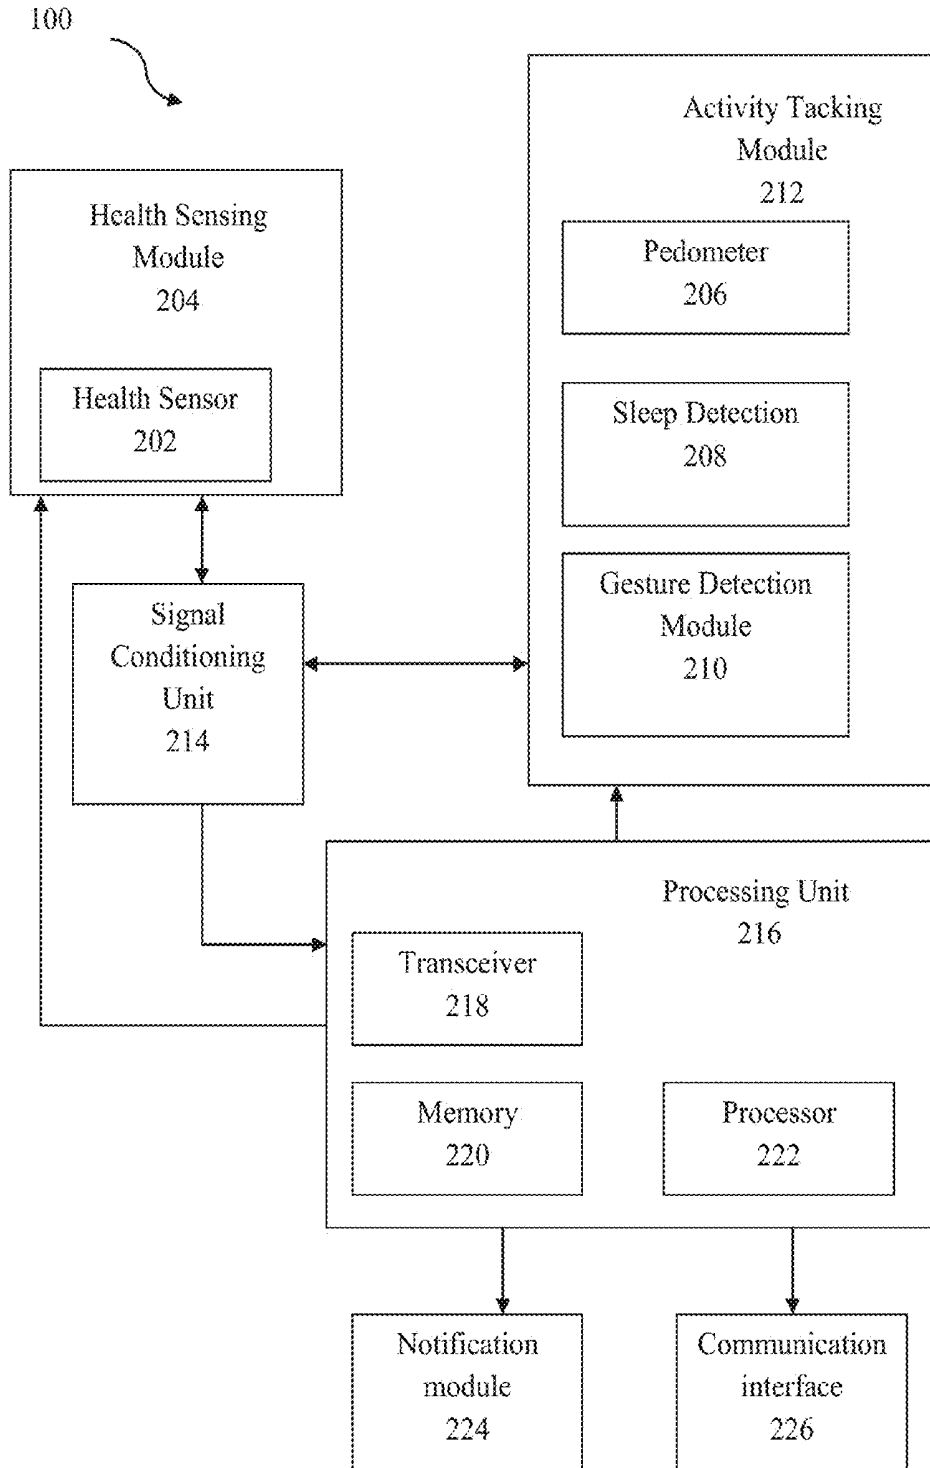 100
Activity Tacking
Module
212
Health Sensing
Module
204
Pedometer
206
Health Sensor
202
Sleep Detection
208
Gesture Detection
Module
210
Signal
Conditioning
Unit
214
Processing Unit
216
Transceiver
218
Memory
220
Processor
222
Notification
module
224
Communication
interface
226